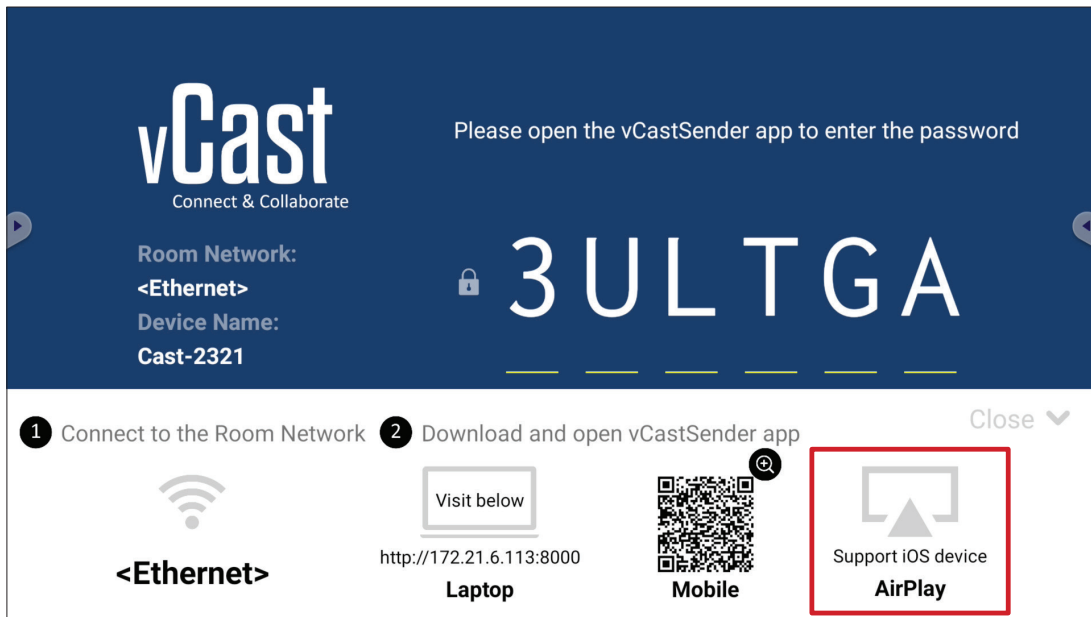 vCast
Connect & Collaborate
Please open the vCastSender app to enter the password
Room Network:
<Ethernet>
Device Name:
Cast-2321
3ULTGA
1 Connect to the Room Network
2 Download and open vCastSender app
Close
<Ethernet>
Visit below
http://172.21.6.113:8000
Laptop
Mobile
Support iOS device
AirPlay